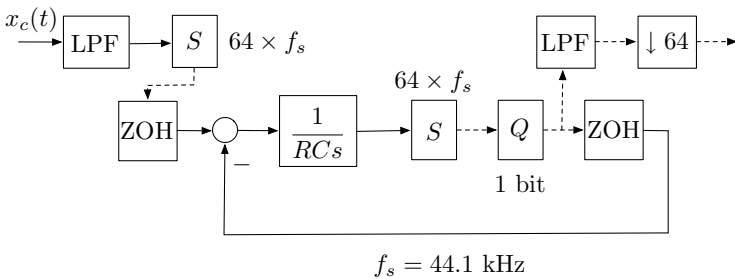 x_c(t)
LPF
S
64 × f_s
LPF
↓ 64
64 × f_s
ZOH
1
RCs
S
Q
ZOH
−
1 bit
f_s = 44.1 kHz